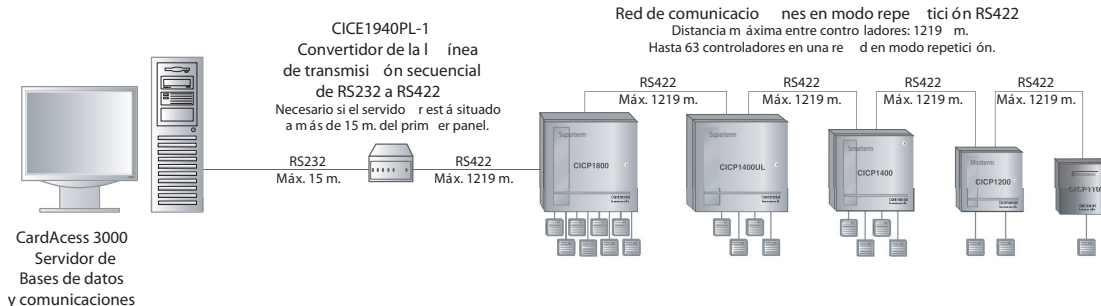 Red de comunicacio nes en modo repe tici ón RS422
Distancia m áxima entre contro ladores: 1219 m.
Hasta 63 controladores en una re d en modo repetici ón.
CICE1940PL-1
Convertidor de la l ínea
de transmisi ón secuencial
de RS232 a RS422
Necesario si el servido r est á situado
a m ás de 15 m. del prim er panel.
RS232
Máx. 15 m.
RS422
Máx. 1219 m.
RS422
Máx. 1219 m.
RS422
Máx. 1219 m.
RS422
Máx. 1219 m.
RS422
Máx. 1219 m.
Superterm
CICP1800
Continental
Superterm
CICP1400UL
Continental
Smarterm
CICP1400
Continental
Miniterm
CICP1200
Continental
CardAcess 3000
Servidor de
Bases de datos
y comunicaciones